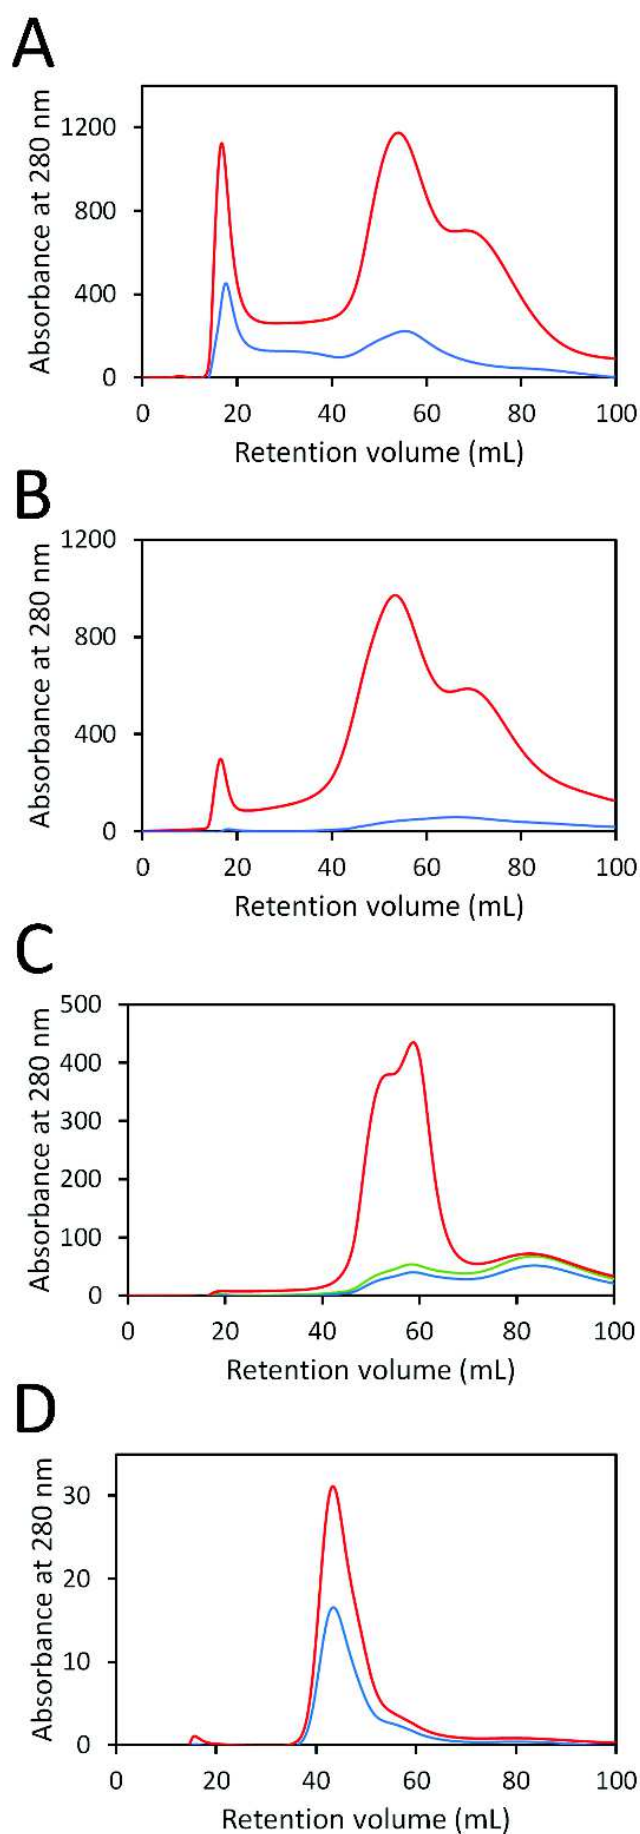 A
Absorbance at 280 nm
1200
800
400
0
0 20 40 60 80 100
Retention volume (mL)
B
Absorbance at 280 nm
1200
800
400
0
0 20 40 60 80 100
Retention volume (mL)
C
Absorbance at 280 nm
500
400
300
200
100
0
0 20 40 60 80 100
Retention volume (mL)
D
Absorbance at 280 nm
30
20
10
0
0 20 40 60 80 100
Retention volume (mL)